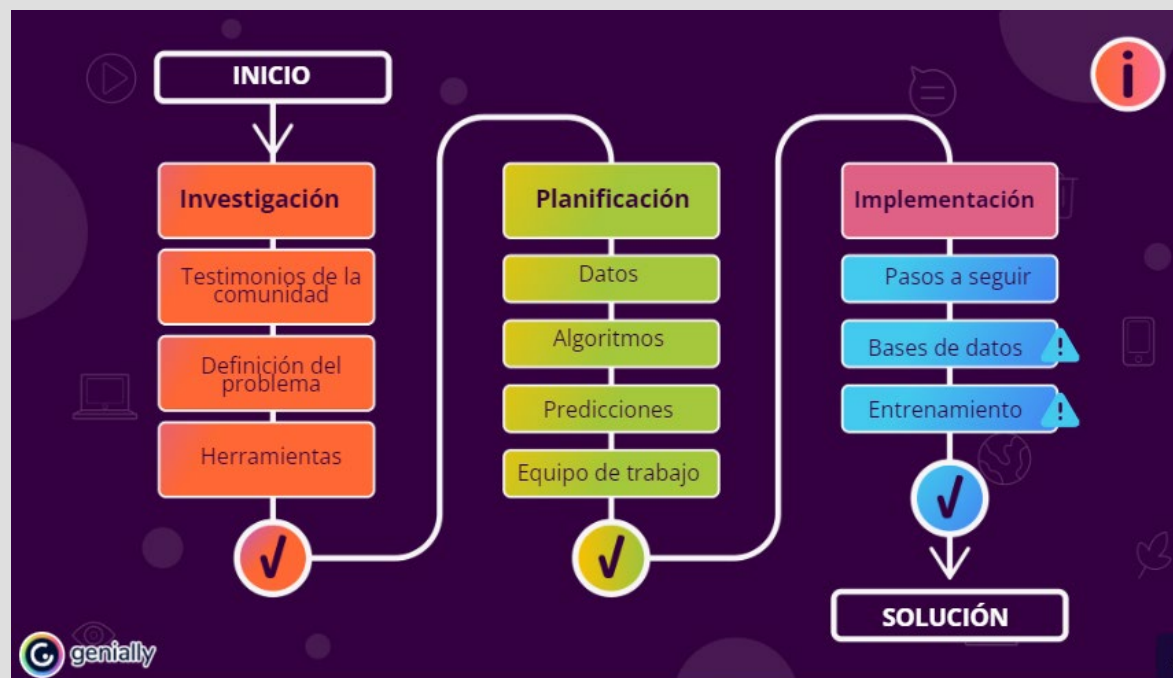 INICIO
Investigación
Testimonios de la
comunidad
Definición del
problema
Herramientas
Planificación
Datos
Algoritmos
Predicciones
Equipo de trabajo
Implementación
Pasos a seguir
Bases de datos
!
Entrenamiento
!
SOLUCIÓN
i
G genially